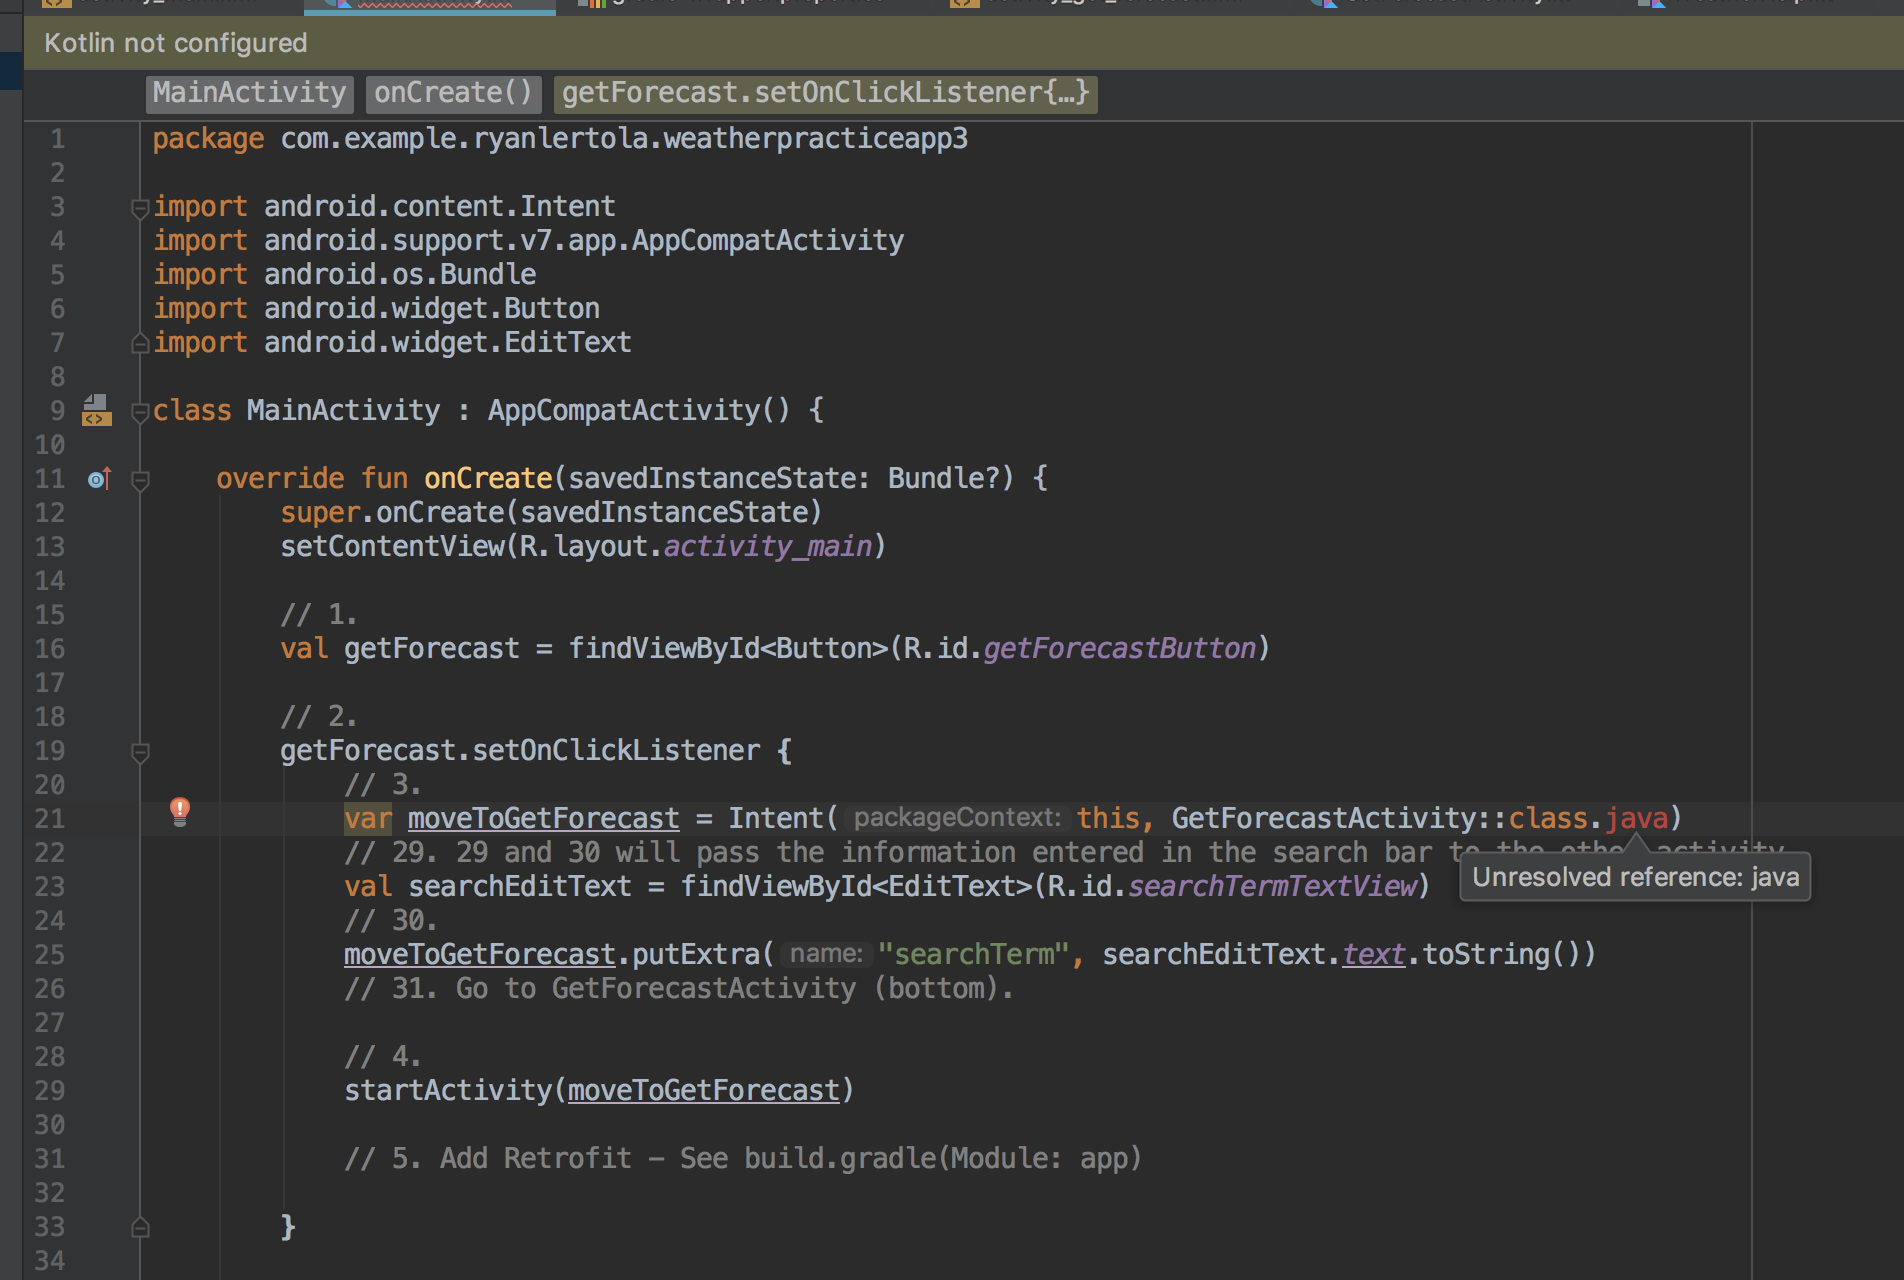 Kotlin not configured
MainActivity onCreate() getForecast.setOnClickListener{…}
1 package com.example.ryanlertola.weatherpracticeapp3
2
3 import android.content.Intent
4 import android.support.v7.app.AppCompatActivity
5 import android.os.Bundle
6 import android.widget.Button
7 import android.widget.EditText
8
9 class MainActivity : AppCompatActivity() {
10
11 override fun onCreate(savedInstanceState: Bundle?) {
12 super.onCreate(savedInstanceState)
13 setContentView(R.layout.activity_main)
14
15 // 1.
16 val getForecast = findViewById<Button>(R.id.getForecastButton)
17
18 // 2.
19 getForecast.setOnClickListener {
20 // 3.
21 var moveToGetForecast = Intent( packageContext: this, GetForecastActivity::class.java)
22 // 29. 29 and 30 will pass the information entered in the search bar to the othe activity
Unresolved reference: java
23 val searchEditText = findViewById<EditText>(R.id.searchTermTextView)
24 // 30.
25 moveToGetForecast.putExtra( name: "searchTerm", searchEditText.text.toString())
26 // 31. Go to GetForecastActivity (bottom).
27
28 // 4.
29 startActivity(moveToGetForecast)
30
31 // 5. Add Retrofit – See build.gradle(Module: app)
32
33 }
34